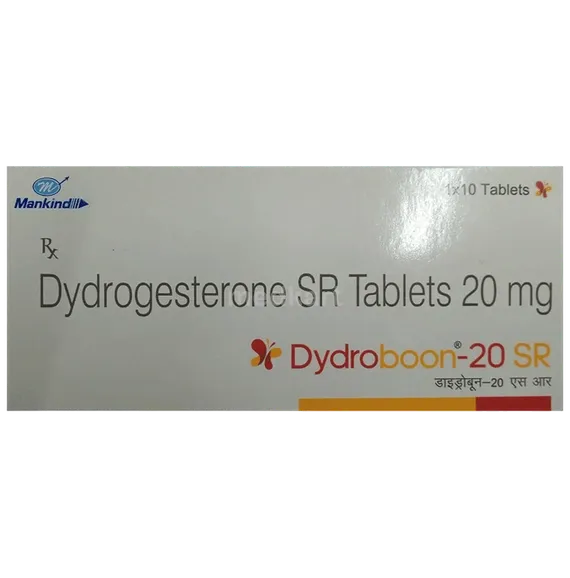 Mankind
1x10 Tablets
Rx
Dydrogesterone SR Tablets 20 mg
Dydroboon®-20 SR
डाइड्रोबून-20 एस आर